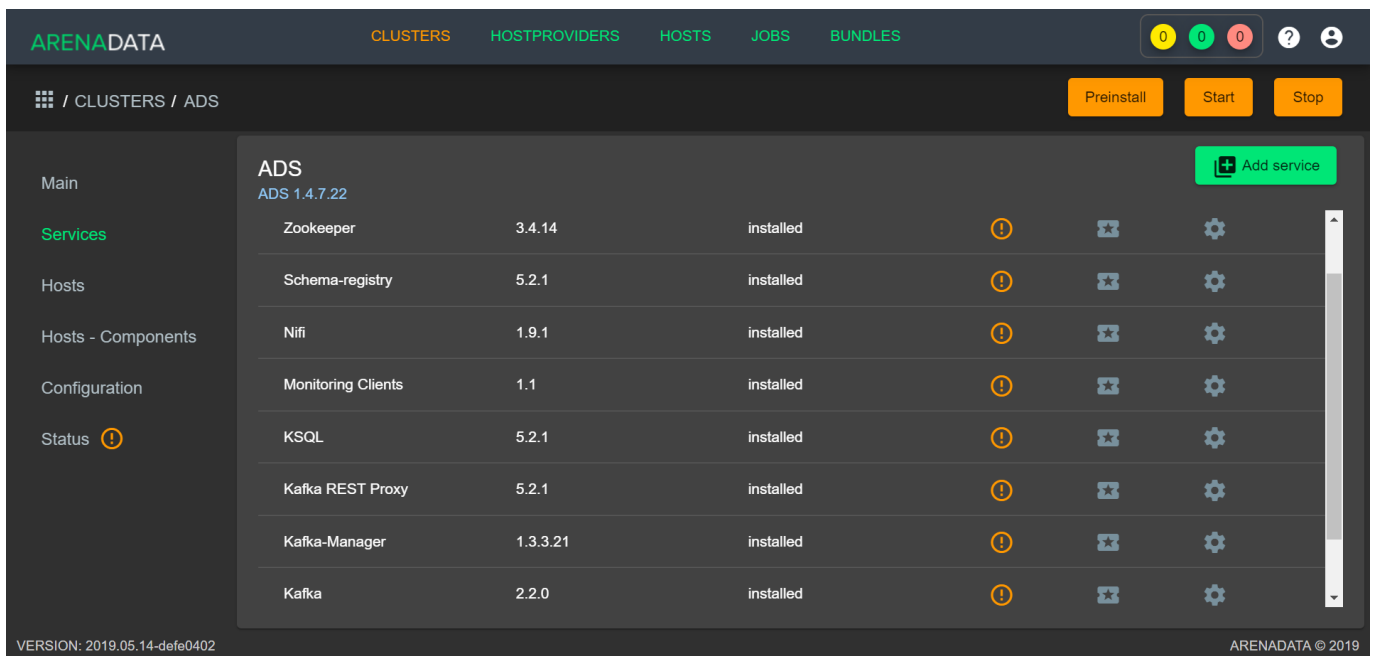 ARENADATA CLUSTERS HOSTPROVIDERS HOSTS JOBS BUNDLES 0 0 0 ?
/ CLUSTERS / ADS Preinstall Start Stop
ADS Add service
ADS 1.4.7.22
Main
Services
Hosts
Hosts - Components
Configuration
Status !
Zookeeper 3.4.14 installed !
Schema-registry 5.2.1 installed !
Nifi 1.9.1 installed !
Monitoring Clients 1.1 installed !
KSQL 5.2.1 installed !
Kafka REST Proxy 5.2.1 installed !
Kafka-Manager 1.3.3.21 installed !
Kafka 2.2.0 installed !
VERSION: 2019.05.14-defe0402 ARENADATA © 2019